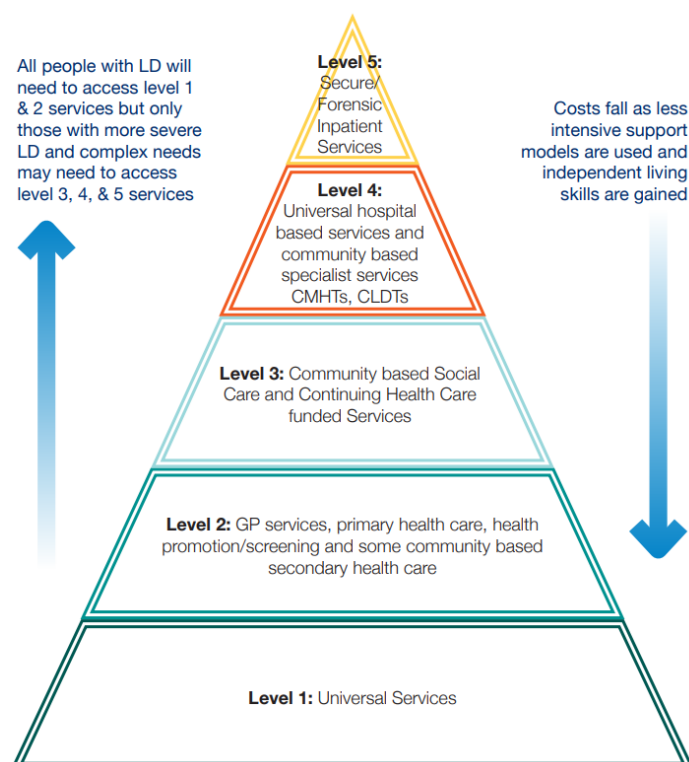 All people with LD will
need to access level 1
& 2 services but only
those with more severe
LD and complex needs
may need to access
level 3, 4, & 5 services
Costs fall as less
intensive support
models are used and
independent living
skills are gained
Level 5:
Secure/
Forensic
Inpatient
Services
Level 4:
Universal hospital
based services and
community based
specialist services
CMHTs, CLDTs
Level 3: Community based Social
Care and Continuing Health Care
funded Services
Level 2: GP services, primary health care, health
promotion/screening and some community based
secondary health care
Level 1: Universal Services